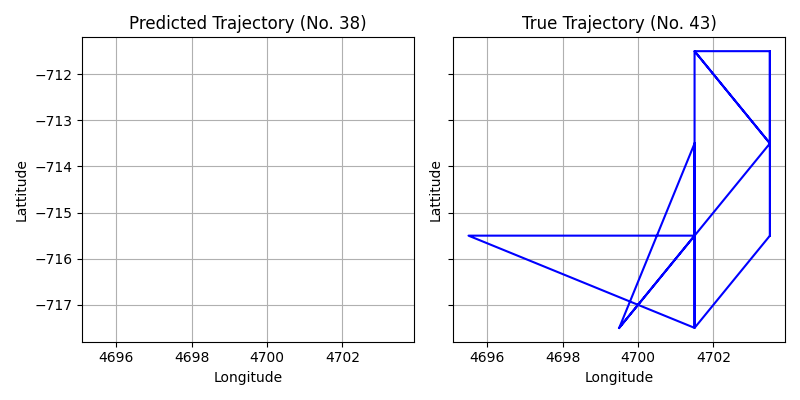 Predicted Trajectory (No. 38)
True Trajectory (No. 43)
−712
−713
−714
−715
−716
−717
Lattitude
Lattitude
4696
4698
4700
4702
4696
4698
4700
4702
Longitude
Longitude